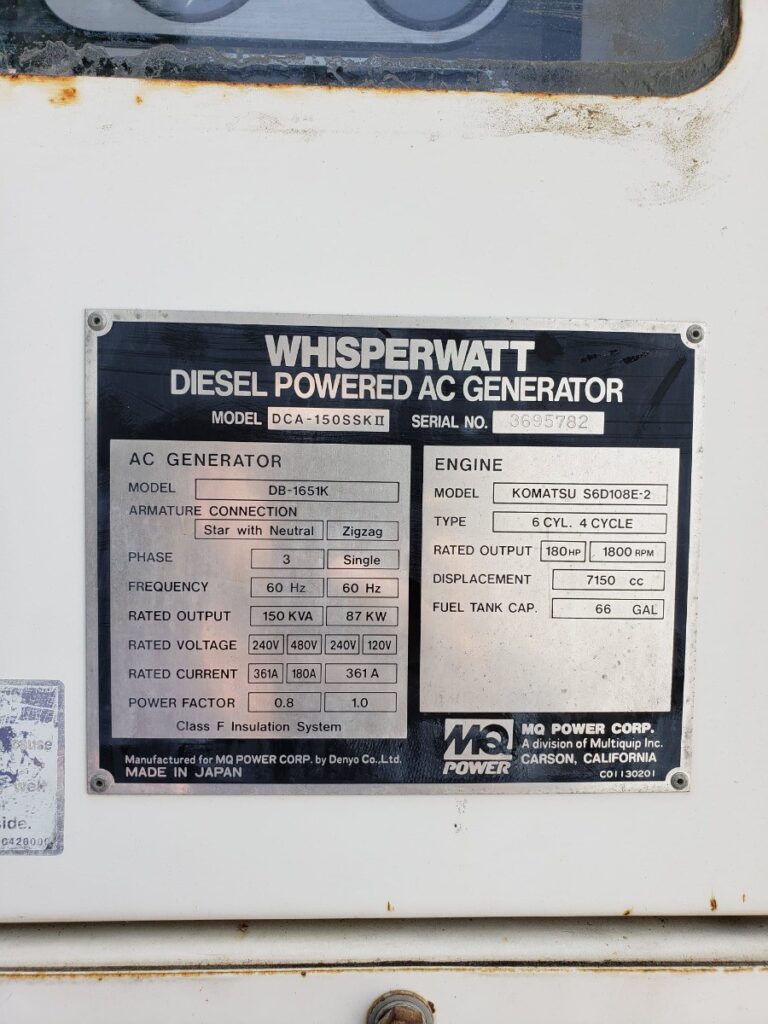 WHISPERWATT
DIESEL POWERED AC GENERATOR
MODEL DCA-150SSKII SERIAL NO. 3695782
AC GENERATOR
MODEL DB-1651K
ARMATURE CONNECTION
Star with Neutral Zigzag
PHASE 3 Single
FREQUENCY 60 Hz 60 Hz
RATED OUTPUT 150 KVA 87 KW
RATED VOLTAGE 240V 480V 240V 120V
RATED CURRENT 361A 180A 361 A
POWER FACTOR 0.8 1.0
Class F Insulation System
ENGINE
MODEL KOMATSU S6D108E-2
TYPE 6 CYL. 4 CYCLE
RATED OUTPUT 180 HP 1800 RPM
DISPLACEMENT 7150 cc
FUEL TANK CAP. 66 GAL
Manufactured for MQ POWER CORP. by Denyo Co.,Ltd.
MADE IN JAPAN
MQ
POWER
MQ POWER CORP.
A division of Multiquip Inc.
CARSON, CALIFORNIA
C01130201
side.